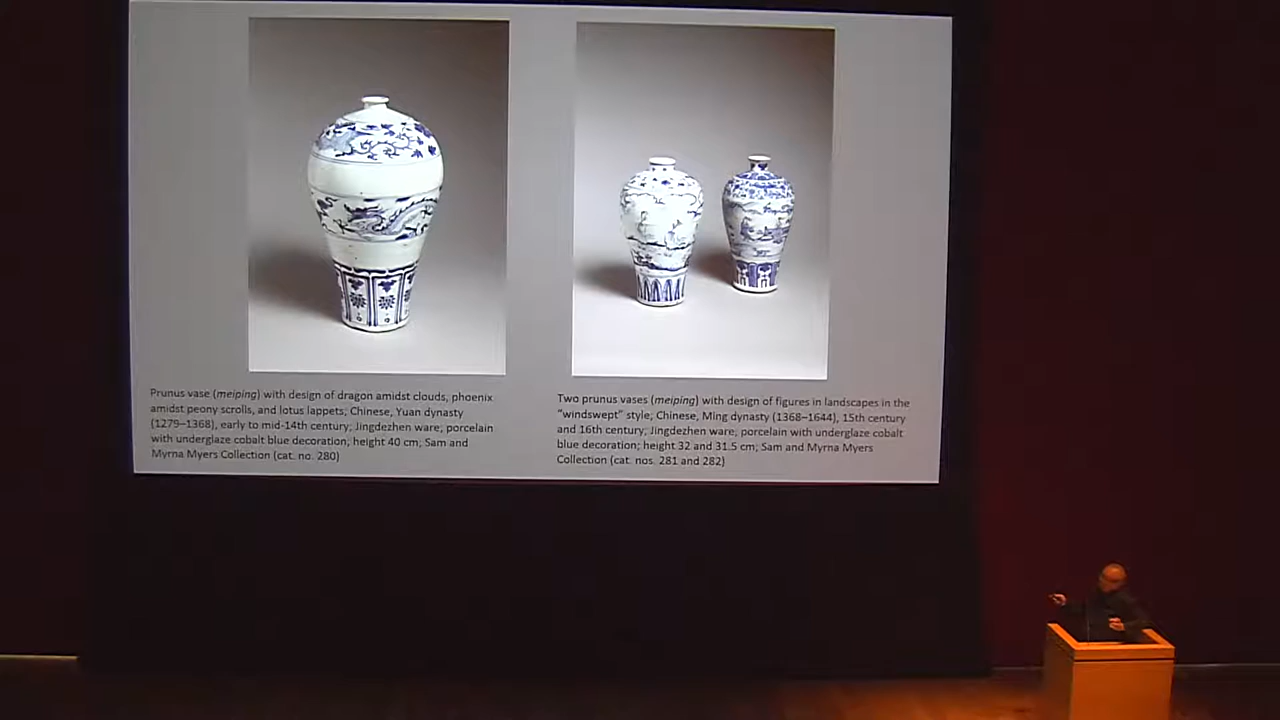 Prunus vase (meiping) with design of dragon amidst clouds, phoenix
amidst peony scrolls, and lotus lappets; Chinese, Yuan dynasty
(1279–1368), early to mid-14th century; Jingdezhen ware; porcelain
with underglaze cobalt blue decoration; height 40 cm; Sam and
Myrna Myers Collection (cat. no. 280)
Two prunus vases (meiping) with design of figures in landscapes in the
"windswept" style; Chinese, Ming dynasty (1368–1644), 15th century
and 16th century; Jingdezhen ware; porcelain with underglaze cobalt
blue decoration; height 32 and 31.5 cm; Sam and Myrna Myers
Collection (cat. nos. 281 and 282)